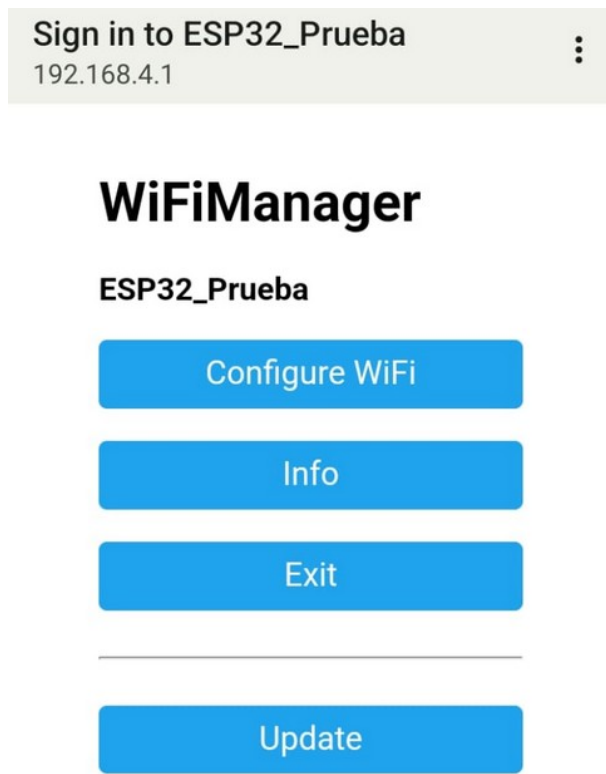 Sign in to ESP32_Prueba
192.168.4.1
WiFiManager
ESP32_Prueba
Configure WiFi
Info
Exit
Update